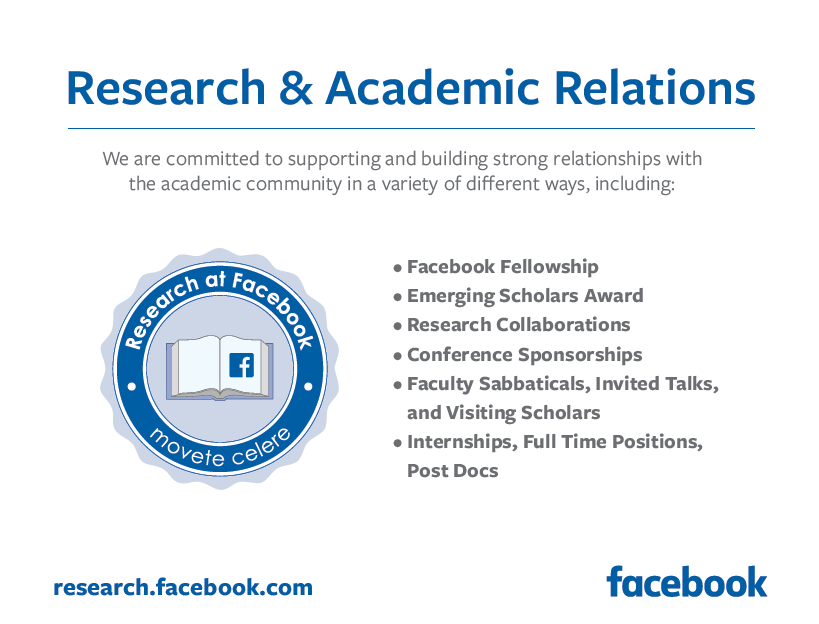 Research & Academic Relations
We are committed to supporting and building strong relationships with
the academic community in a variety of different ways, including:
Research at Facebook
f
movete celere
• Facebook Fellowship
• Emerging Scholars Award
• Research Collaborations
• Conference Sponsorships
• Faculty Sabbaticals, Invited Talks,
and Visiting Scholars
• Internships, Full Time Positions,
Post Docs
research.facebook.com
facebook